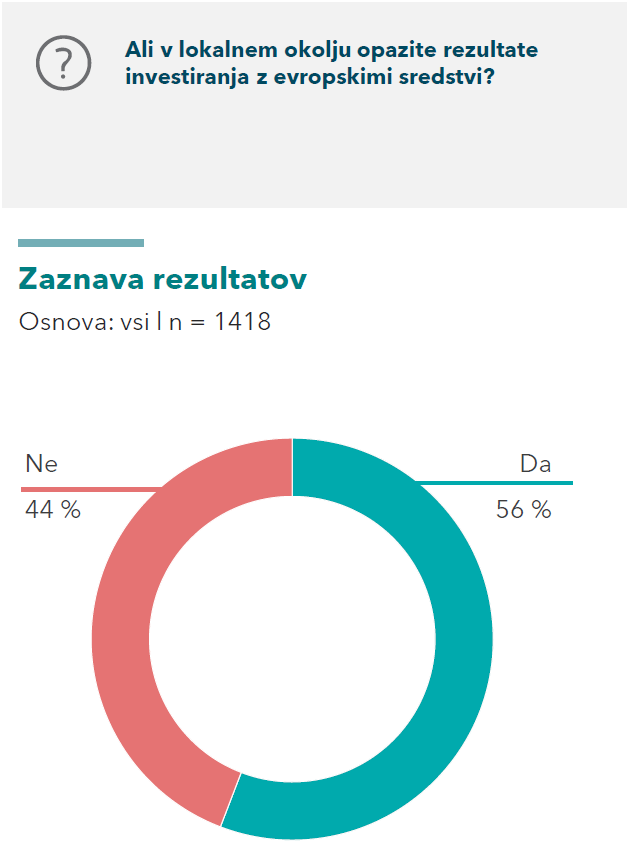 ?
Ali v lokalnem okolju opazite rezultate
investiranja z evropskimi sredstvi?
Zaznava rezultatov
Osnova: vsi l n = 1418
Ne
44 %
Da
56 %